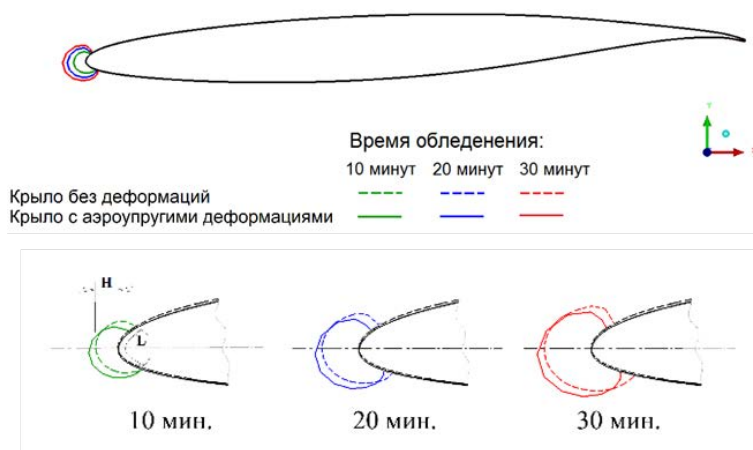 Время обледенения:
10 минут 20 минут 30 минут
Крыло без деформаций
Крыло с аэроупругими деформациями
H
L
10 мин. 20 мин. 30 мин.